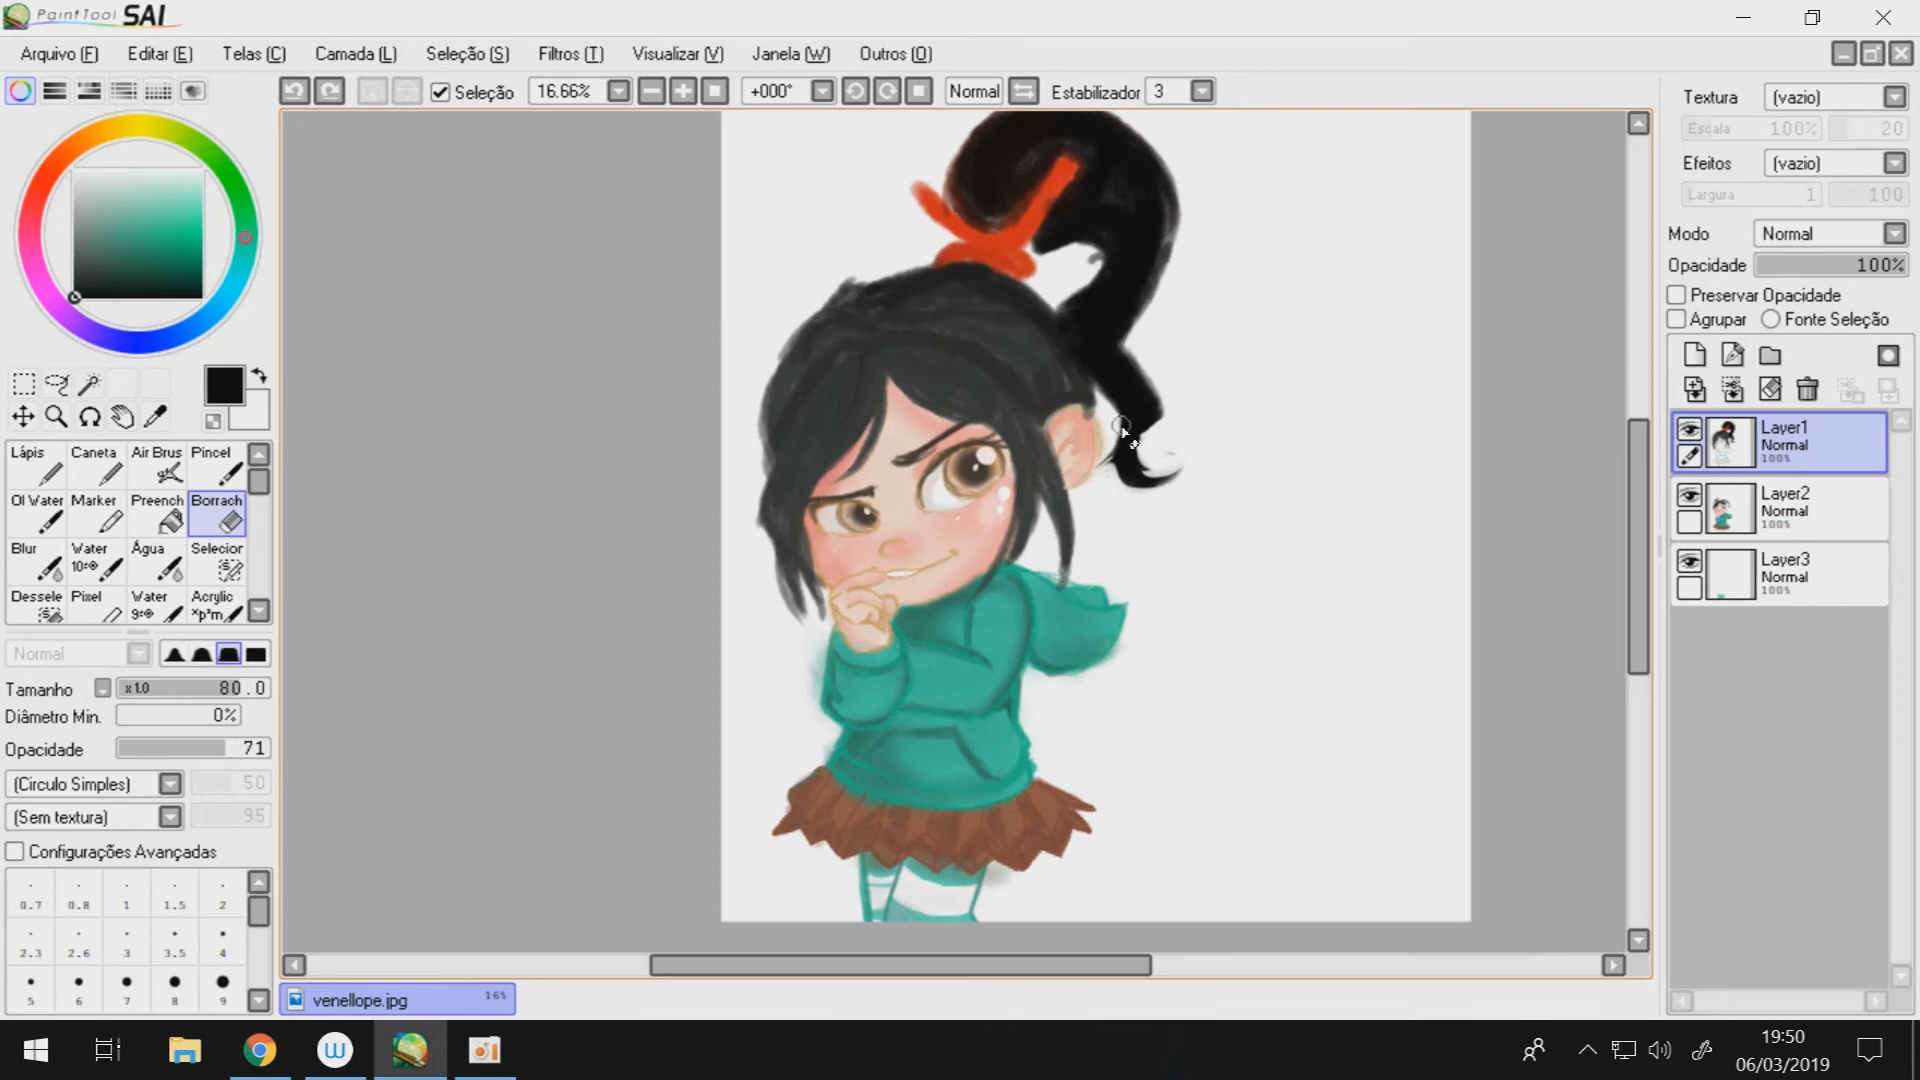 PaintTool SAI
Arquivo (F) Editar (E) Telas (C) Camada (L) Seleção (S) Filtros (T) Visualizar (V) Janela (W) Outros (O)
Seleção 16.66% +000° Normal Estabilizador 3
Textura (vazio)
Escala 100% 20
Efeitos (vazio)
Largura 1 100
Modo Normal
Opacidade 100%
Preservar Opacidade
Agrupar Fonte Seleção
Layer1
Normal
100%
Layer2
Normal
100%
Layer3
Normal
100%
Lápis Caneta Air Brus Pincel
Ol Water Marker Preench Borrach
Blur Water Água Selecior
Dessele Pixel Water Acrylic
Normal
Tamanho x1.0 80.0
Diâmetro Min. 0%
Opacidade 71
(Circulo Simples) 50
(Sem textura) 95
Configurações Avançadas
0.7 0.8 1 1.5 2
2.3 2.6 3 3.5 4
5 6 7 8 9
venellope.jpg 16%
19:50
06/03/2019